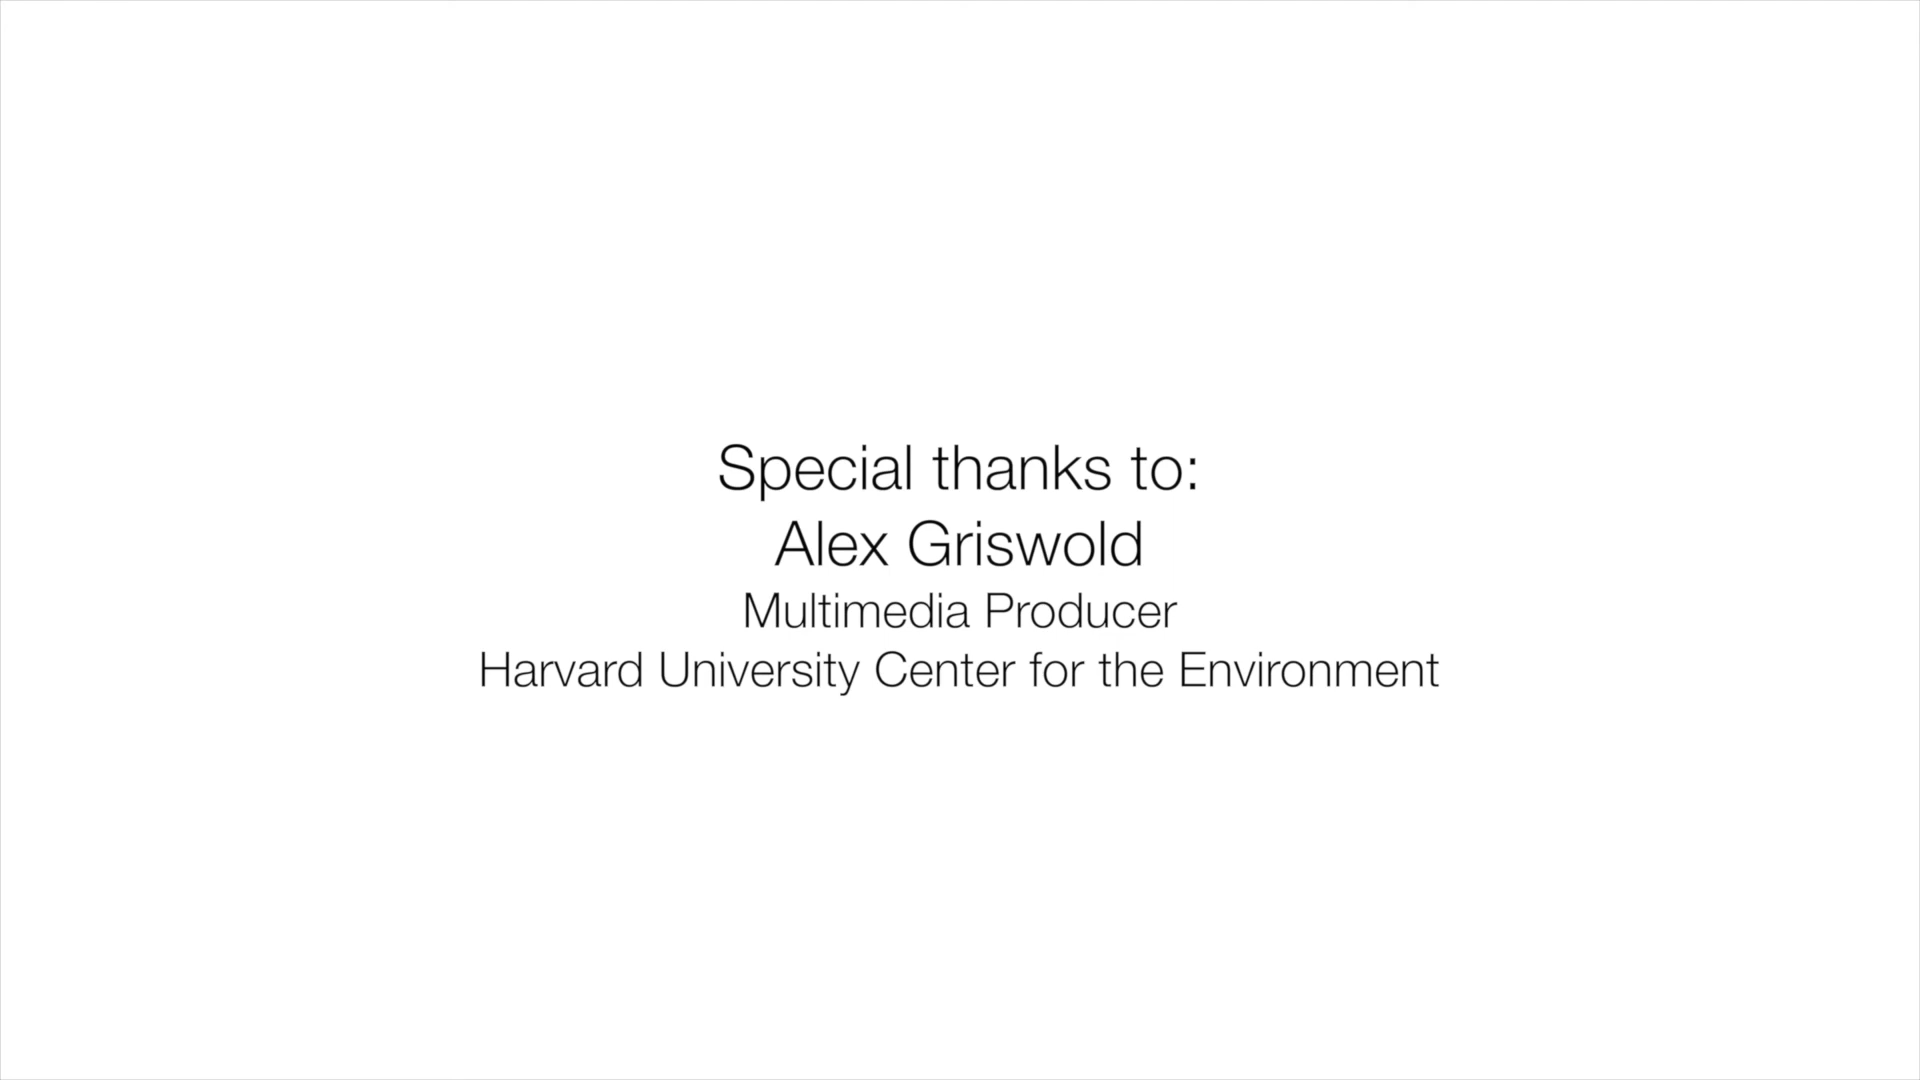 Special thanks to:
Alex Griswold
Multimedia Producer
Harvard University Center for the Environment